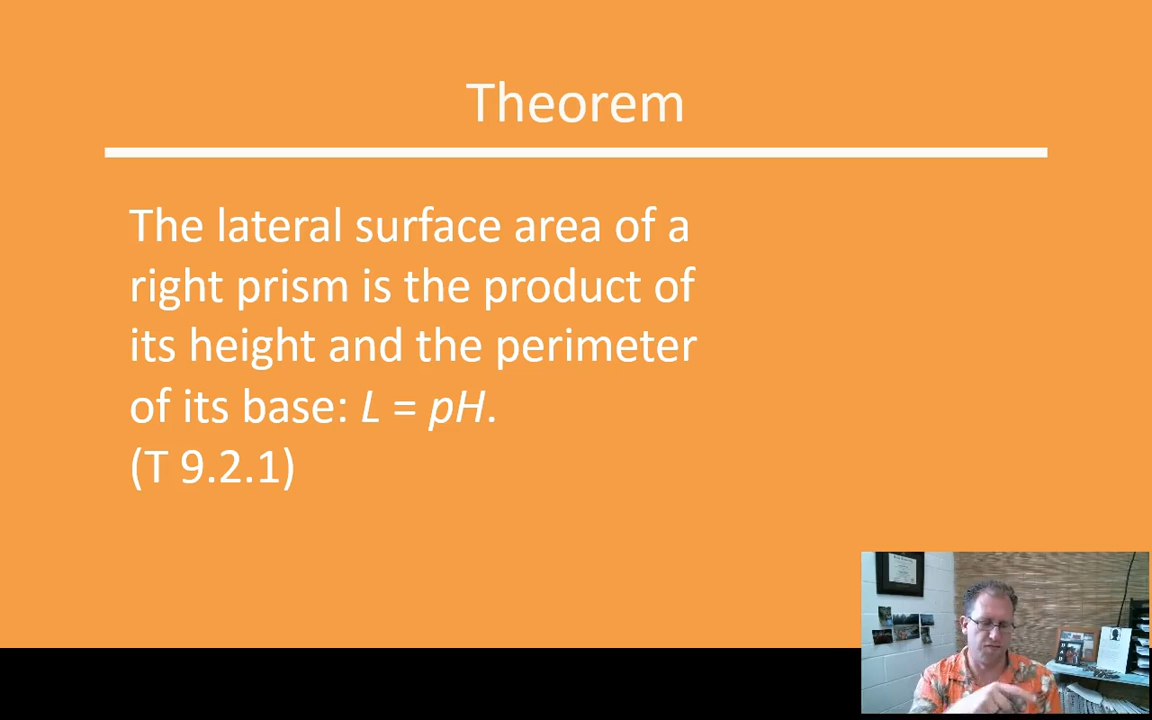 Theorem
The lateral surface area of a
right prism is the product of
its height and the perimeter
of its base: L = pH.
(T 9.2.1)